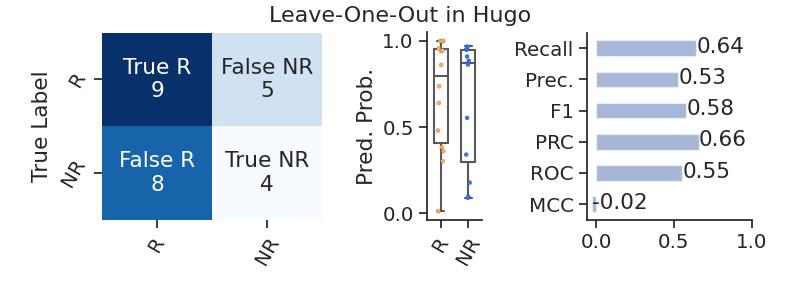 Leave-One-Out in Hugo
True Label
R
NR
True R
9
False NR
5
False R
8
True NR
4
R
NR
Pred. Prob.
1.0
0.5
0.0
R
NR
Recall
0.64
Prec.
0.53
F1
0.58
PRC
0.66
ROC
0.55
MCC
-0.02
0.0
0.5
1.0